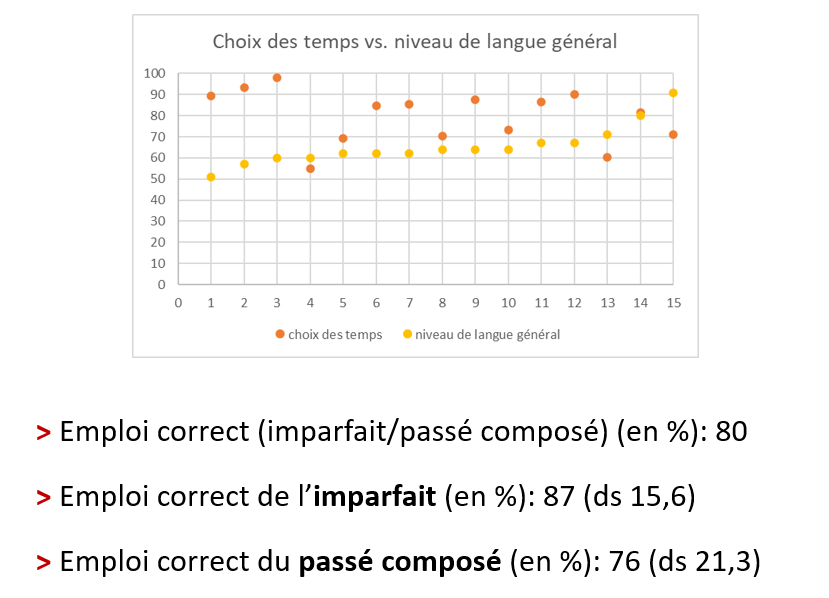 Choix des temps vs. niveau de langue général
100
90
80
70
60
50
40
30
20
10
0
0 1 2 3 4 5 6 7 8 9 10 11 12 13 14 15
choix des temps niveau de langue général
> Emploi correct (imparfait/passé composé) (en %): 80
> Emploi correct de l’imparfait (en %): 87 (ds 15,6)
> Emploi correct du passé composé (en %): 76 (ds 21,3)